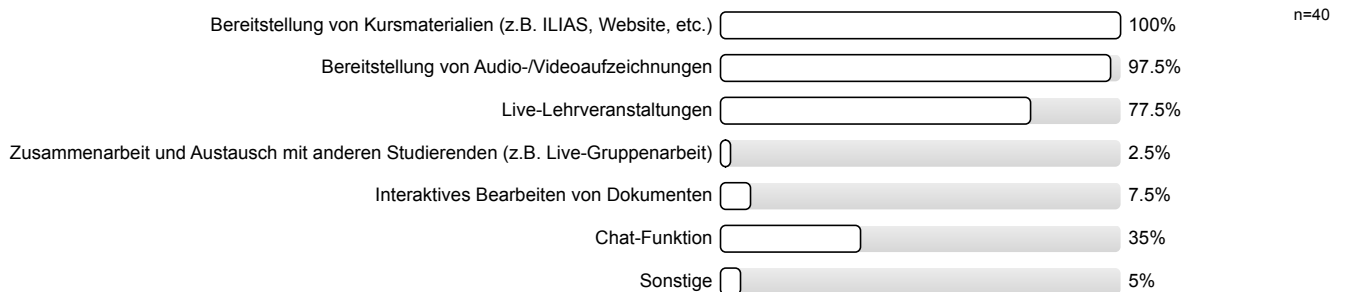 Bereitstellung von Kursmaterialien (z.B. ILIAS, Website, etc.) 100% n=40
Bereitstellung von Audio-/Videoaufzeichnungen 97.5%
Live-Lehrveranstaltungen 77.5%
Zusammenarbeit und Austausch mit anderen Studierenden (z.B. Live-Gruppenarbeit) 2.5%
Interaktives Bearbeiten von Dokumenten 7.5%
Chat-Funktion 35%
Sonstige 5%